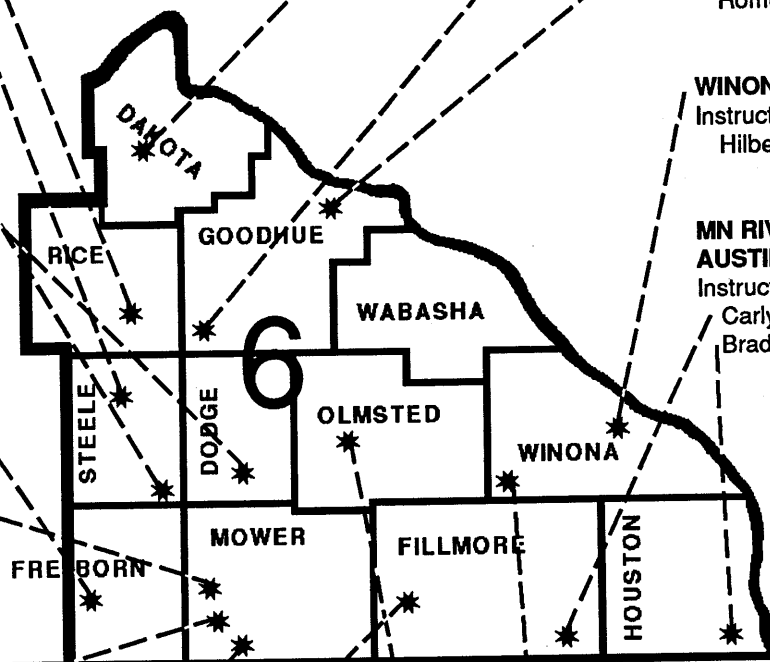 WINON
Instruct
Hilbe
DAKOTA
MN RIV
AUSTI
Instruct
Carly
Brad
RICE
GOODHUE
WABASHA
6
STEELE
DODGE
OLMSTED
WINONA
MOWER
FILLMORE
HOUSTON
FREEBORN